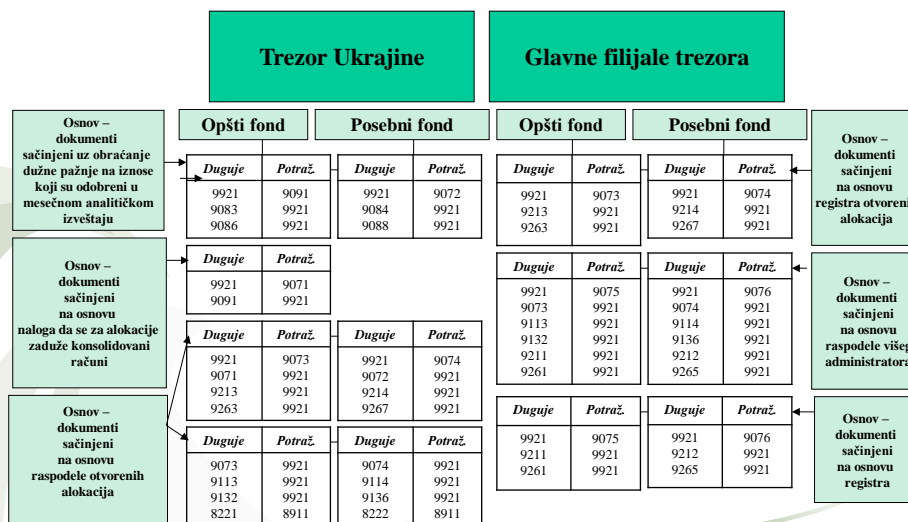 Trezor Ukrajine
Glavne filijale trezora
Opšti fond
Posebni fond
Opšti fond
Posebni fond
Osnov –
dokumenti
sačinjeni uz obraćanje
dužne pažnje na iznose
koji su odobreni u
mesečnom analitičkom
izveštaju
Duguje Potraž. Duguje Potraž.
9921 9091 9921 9072
9083 9921 9084 9921
9086 9921 9088 9921
Osnov –
dokumenti
sačinjeni
na osnovu
naloga da se za alokacije
zaduže konsolidovani
računi
Duguje Potraž.
9921 9071
9091 9921
Osnov –
dokumenti
sačinjeni
na osnovu
raspodele otvorenih
alokacija
Duguje Potraž. Duguje Potraž.
9921 9073 9921 9074
9071 9921 9072 9921
9213 9921 9214 9921
9263 9921 9267 9921
Duguje Potraž. Duguje Potraž.
9073 9921 9074 9921
9113 9921 9114 9921
9132 9921 9136 9921
8221 8911 8222 8911
Duguje Potraž. Duguje Potraž.
9921 9073 9921 9074
9213 9921 9214 9921
9263 9921 9267 9921
Osnov –
dokumenti
sačinjeni
na osnovu
registra otvoreni
alokacija
Duguje Potraž. Duguje Potraž.
9921 9075 9921 9076
9073 9921 9074 9921
9113 9921 9114 9921
9132 9921 9136 9921
9211 9921 9212 9921
9261 9921 9265 9921
Osnov –
dokumenti
sačinjeni
na osnovu
raspodele višeg
administratora
Duguje Potraž. Duguje Potraž.
9921 9075 9921 9076
9211 9921 9212 9921
9261 9921 9265 9921
Osnov –
dokumenti
sačinjeni
na osnovu
registra